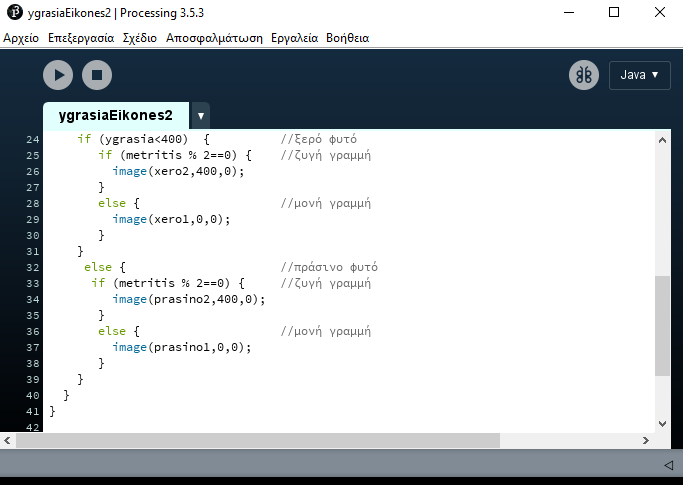 ygrasiaEikones2 | Processing 3.5.3
Αρχείο Επεξεργασία Σχέδιο Αποσφαλμάτωση Εργαλεία Βοήθεια
Java ▼
ygrasiaEikones2 ▼
24 if (ygrasia<400) { //ξερό φυτό
25 if (metritis % 2==0) { //ζυγή γραμμή
26 image(xero2,400,0);
27 }
28 else { //μονή γραμμή
29 image(xero1,0,0);
30 }
31 }
32 else { //πράσινο φυτό
33 if (metritis % 2==0) { //ζυγή γραμμή
34 image(prasino2,400,0);
35 }
36 else { //μονή γραμμή
37 image(prasino1,0,0);
38 }
39 }
40 }
41 }
42